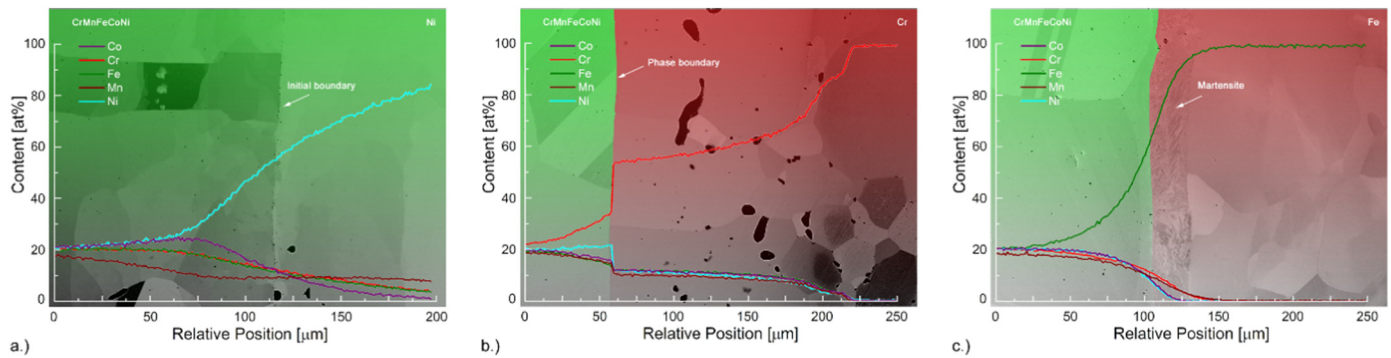 CrMnFeCoNi Ni
Co
Cr
Fe
Mn
Ni
Initial boundary
Content [at%]
100
80
60
40
20
0
0 50 100 150 200
Relative Position [μm]
a.)
CrMnFeCoNi Cr
Co
Cr
Fe
Mn
Ni
Phase boundary
Content [at%]
100
80
60
40
20
0
0 50 100 150 200 250
Relative Position [μm]
b.)
CrMnFeCoNi Fe
Co
Cr
Fe
Mn
Ni
Martensite
Content [at%]
100
80
60
40
20
0
0 50 100 150 200 250
Relative Position [μm]
c.)